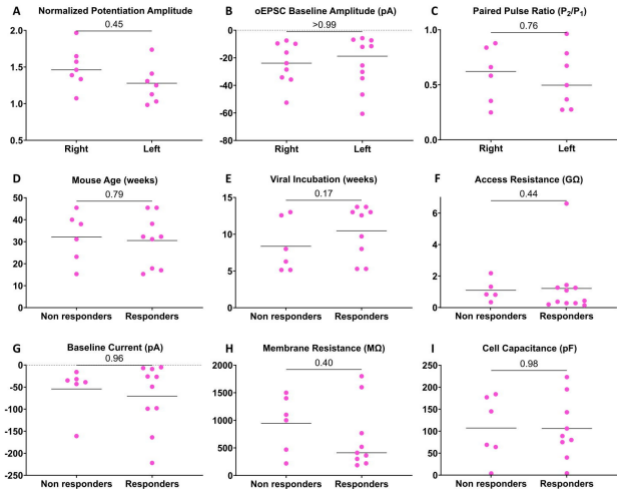 A Normalized Potentiation Amplitude
0.45
2.0
1.5
1.0
0.5
Right Left
B oEPSC Baseline Amplitude (pA)
>0.99
0
-20
-40
-60
-80
Right Left
C Paired Pulse Ratio (P₂/P₁)
0.76
1.0
0.5
0.0
Right Left
D Mouse Age (weeks)
0.79
50
40
30
20
10
0
Non responders Responders
E Viral Incubation (weeks)
0.17
15
10
5
0
Non responders Responders
F Access Resistance (GΩ)
0.44
6
4
2
0
Non responders Responders
G Baseline Current (pA)
0.96
0
-50
-100
-150
-200
-250
Non responders Responders
H Membrane Resistance (MΩ)
0.40
2000
1500
1000
500
0
Non responders Responders
I Cell Capacitance (pF)
0.98
250
200
150
100
50
0
Non responders Responders